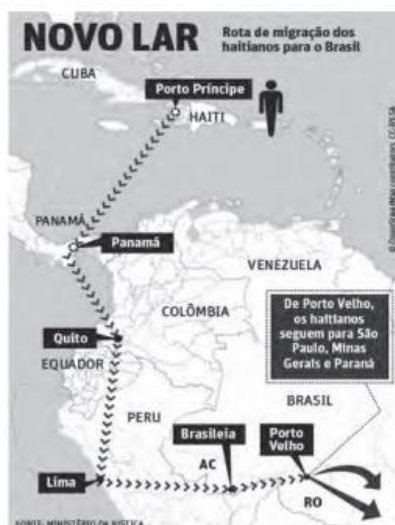 NOVO LAR
Rota de migração dos
haitianos para o Brasil
CUBA
Porto Príncipe
HAITI
PANAMÁ
Panamá
VENEZUELA
COLÔMBIA
De Porto Velho,
os haitianos
seguem para São
Paulo, Minas
Gerais e Paraná
Quito
EQUADOR
PERU
BRASIL
Brasileia
Porto
Velho
AC
Lima
RO
FONTE: MINISTÉRIO DA JUSTIÇA